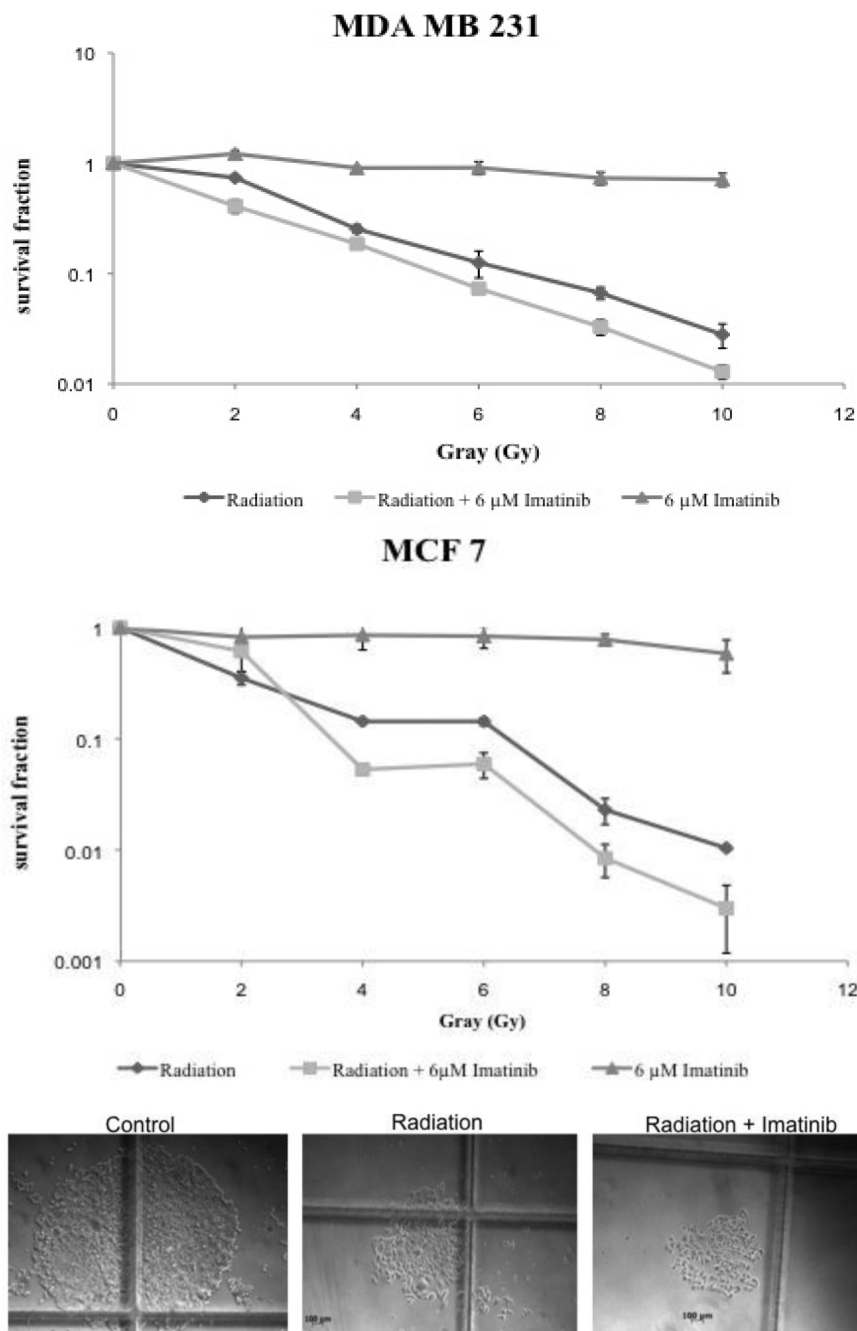 MDA MB 231
10
1
0.1
0.01
survival fraction
0 2 4 6 8 10 12
Gray (Gy)
Radiation Radiation + 6 µM Imatinib 6 µM Imatinib
MCF 7
1
0.1
0.01
0.001
survival fraction
0 2 4 6 8 10 12
Gray (Gy)
Radiation Radiation + 6µM Imatinib 6 µM Imatinib
Control Radiation Radiation + Imatinib
100 µm 100 µm